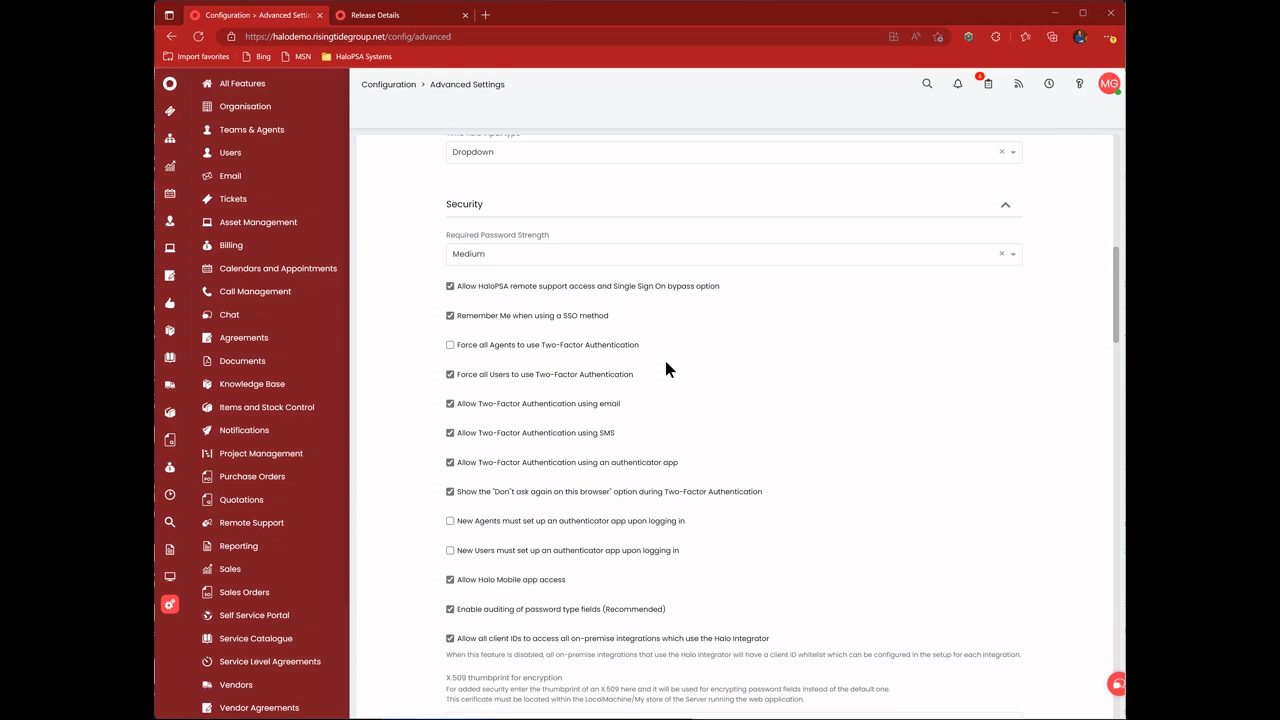 Configuration > Advanced Settin
Release Details
https://halodemo.risingtidegroup.net/config/advanced
Import favorites
Bing
MSN
HaloPSA Systems
All Features
Organisation
Teams & Agents
Users
Email
Tickets
Asset Management
Billing
Calendars and Appointments
Call Management
Chat
Agreements
Documents
Knowledge Base
Items and Stock Control
Notifications
Project Management
Purchase Orders
Quotations
Remote Support
Reporting
Sales
Sales Orders
Self Service Portal
Service Catalogue
Service Level Agreements
Vendors
Vendor Agreements
Configuration > Advanced Settings
4
MG
Dropdown
Security
Required Password Strength
Medium
Allow HaloPSA remote support access and Single Sign On bypass option
Remember Me when using a SSO method
Force all Agents to use Two-Factor Authentication
Force all Users to use Two-Factor Authentication
Allow Two-Factor Authentication using email
Allow Two-Factor Authentication using SMS
Allow Two-Factor Authentication using an authenticator app
Show the "Don"t ask again on this browser" option during Two-Factor Authentication
New Agents must set up an authenticator app upon logging in
New Users must set up an authenticator app upon logging in
Allow Halo Mobile app access
Enable auditing of password type fields (Recommended)
Allow all client IDs to access all on-premise integrations which use the Halo Integrator
When this feature is disabled, all on-premise integrations that use the Halo Integrator will have a client ID whitelist which can be configured in the setup for each integration.
X.509 thumbprint for encryption
For added security enter the thumbprint of an X.509 here and it will be used for encrypting password fields instead of the default one.
This cerificate must be located within the LocalMachine/My store of the Server running the web application.